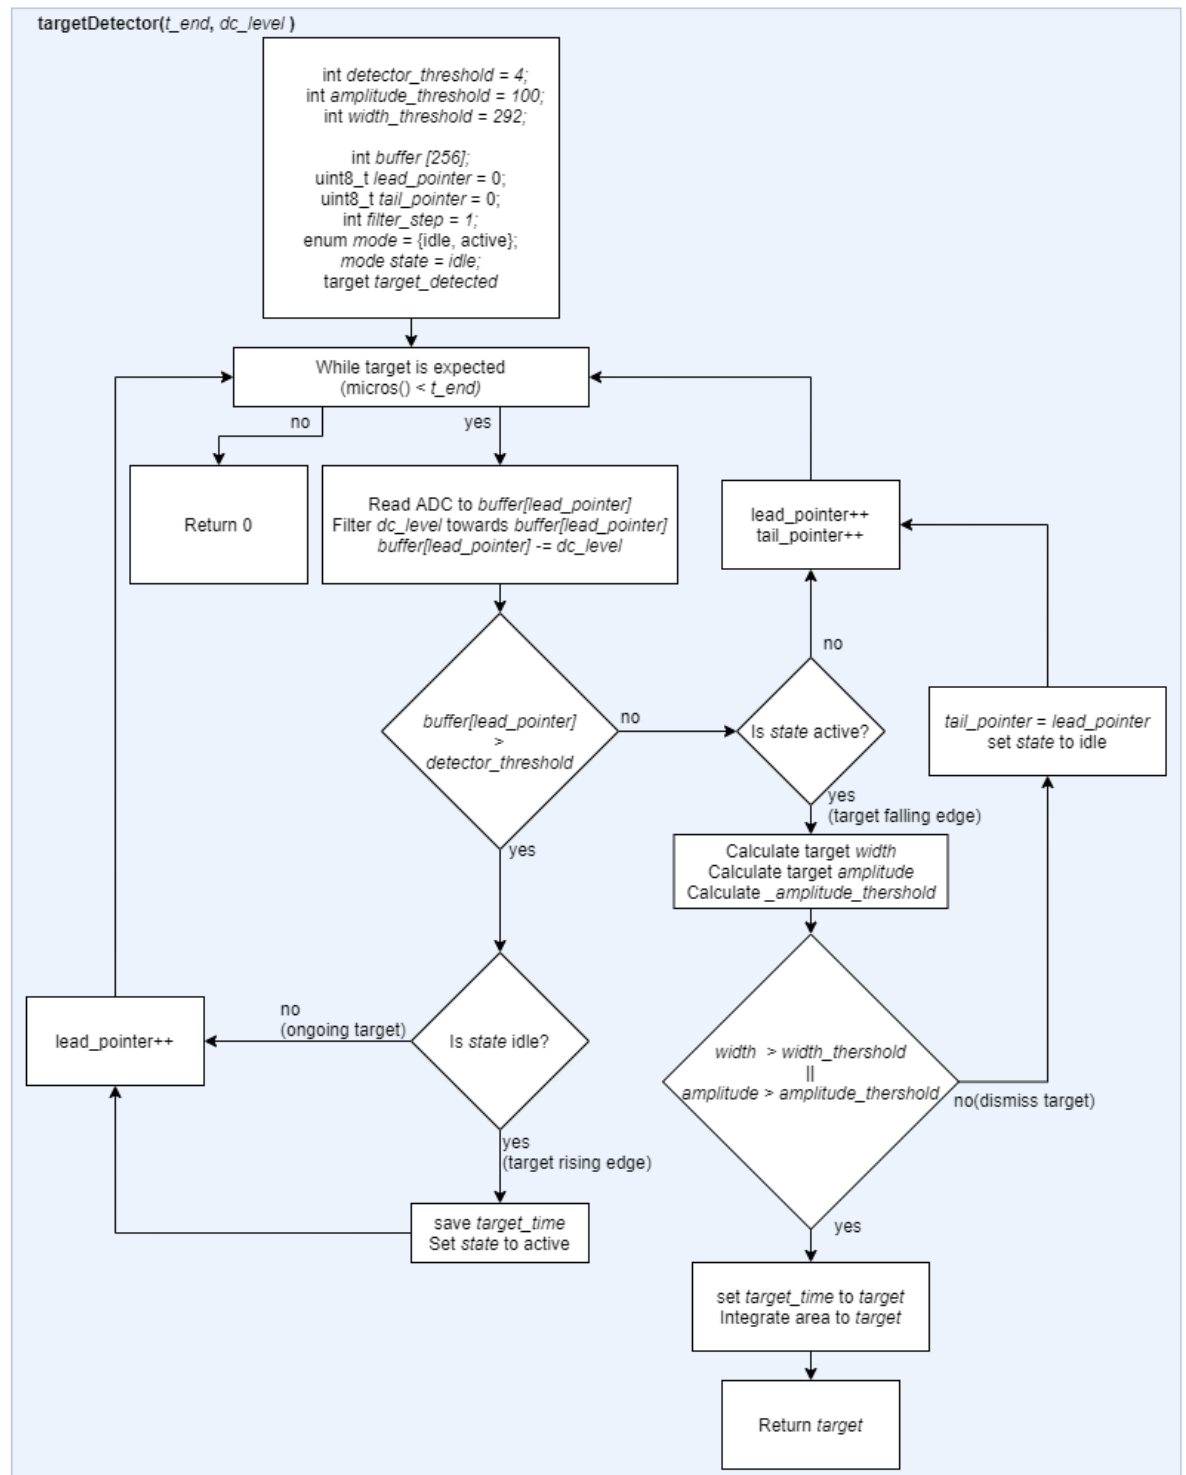 targetDetector(t_end, dc_level )
int detector_threshold = 4;
int amplitude_threshold = 100;
int width_threshold = 292;
int buffer [256];
uint8_t lead_pointer = 0;
uint8_t tail_pointer = 0;
int filter_step = 1;
enum mode = {idle, active};
mode state = idle;
target target_detected
While target is expected
(micros() < t_end)
no
yes
Return 0
Read ADC to buffer[lead_pointer]
Filter dc_level towards buffer[lead_pointer]
buffer[lead_pointer] -= dc_level
lead_pointer++
tail_pointer++
no
buffer[lead_pointer]
>
detector_threshold
no
Is state active?
tail_pointer = lead_pointer
set state to idle
yes
(target falling edge)
yes
Calculate target width
Calculate target amplitude
Calculate _amplitude_thershold
lead_pointer++
no
(ongoing target)
Is state idle?
width > width_thershold
||
amplitude > amplitude_thershold
no(dismiss target)
yes
(target rising edge)
save target_time
Set state to active
yes
set target_time to target
Integrate area to target
Return target